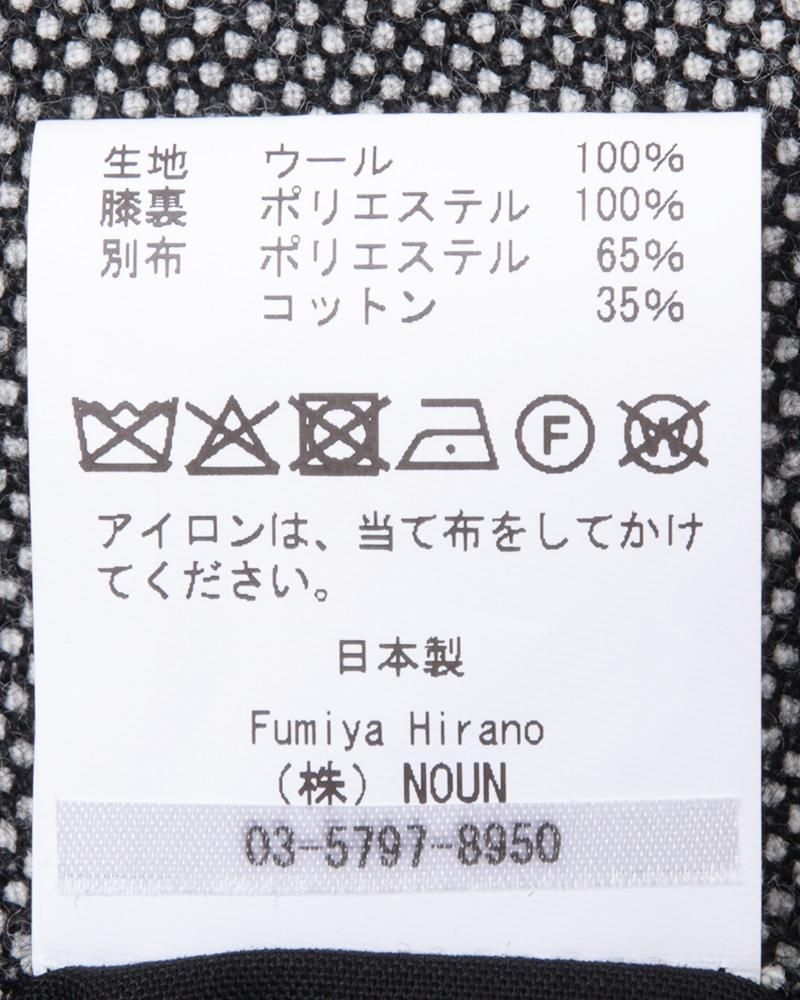 生地 ウール 100%
膝裏 ポリエステル 100%
別布 ポリエステル 65%
コットン 35%
F W
アイロンは、当て布をしてかけ
てください。
日本製
Fumiya Hirano
(株) NOUN
03-5797-8950